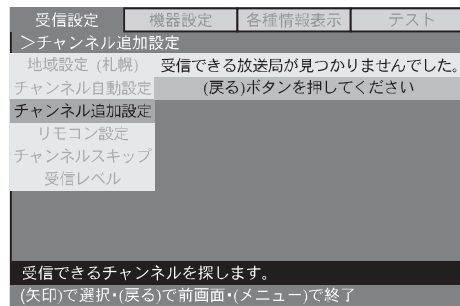 受信設定 機器設定 各種情報表示 テスト
＞チャンネル追加設定
地域設定 (札幌) 受信できる放送局が見つかりませんでした。
チャンネル自動設定 (戻る)ボタンを押してください
チャンネル追加設定
リモコン設定
チャンネルスキップ
受信レベル
受信できるチャンネルを探します。
(矢印)で選択・(戻る)で前画面・(メニュー)で終了